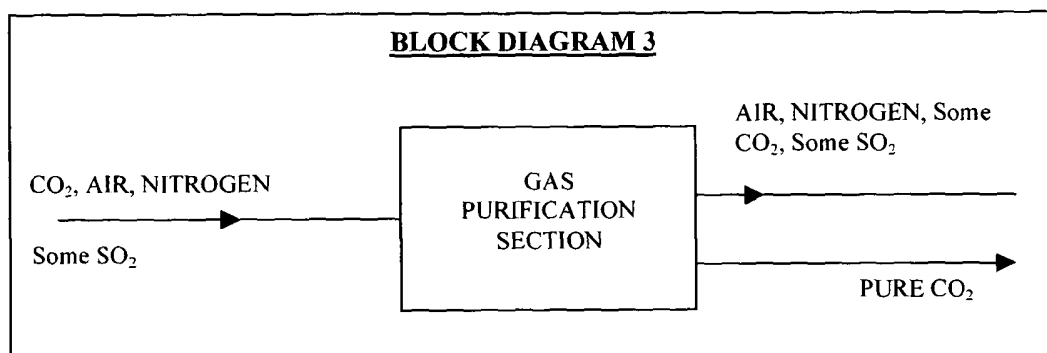 BLOCK DIAGRAM 3
AIR, NITROGEN, Some
CO₂, Some SO₂
CO₂, AIR, NITROGEN
Some SO₂
GAS
PURIFICATION
SECTION
PURE CO₂